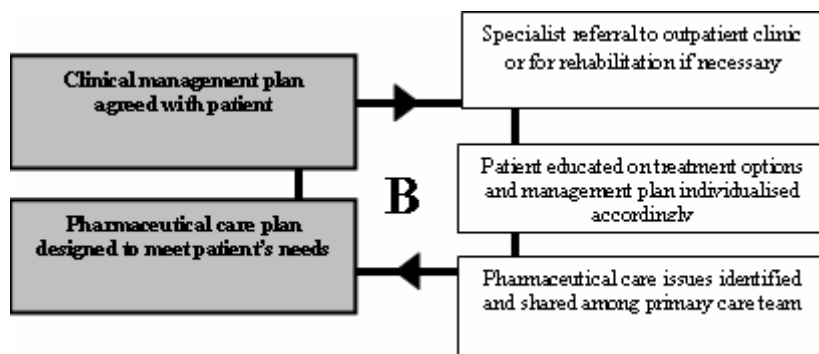 Specialist referral to outpatient clinic
or for rehabilitation if necessary
Clinical management plan
agreed with patient
Patient educated on treatment options
and management plan individualised
accordingly
B
Pharmaceutical care plan
designed to meet patient's needs
Pharmaceutical care issues identified
and shared among primary care team